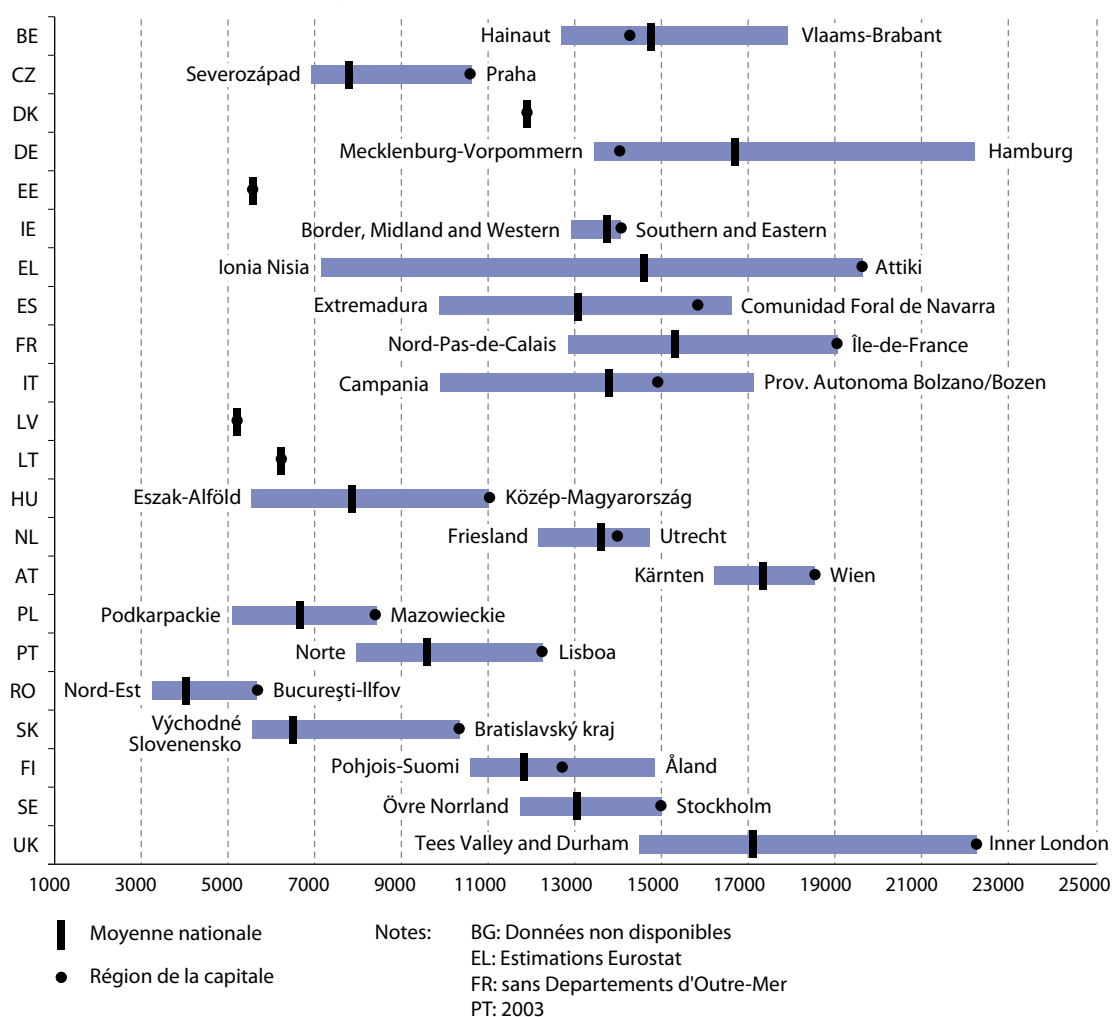 BE Hainaut Vlaams-Brabant
CZ Severozápad Praha
DK
DE Mecklenburg-Vorpommern Hamburg
EE
IE Border, Midland and Western Southern and Eastern
EL Ionia Nisia Attiki
ES Extremadura Comunidad Foral de Navarra
FR Nord-Pas-de-Calais Île-de-France
IT Campania Prov. Autonoma Bolzano/Bozen
LV
LT
HU Eszak-Alföld Közép-Magyarország
NL Friesland Utrecht
AT Kärnten Wien
PL Podkarpackie Mazowieckie
PT Norte Lisboa
RO Nord-Est Bucureşti-Ilfov
SK Východné Slovenensko Bratislavský kraj
FI Pohjois-Suomi Åland
SE Övre Norrland Stockholm
UK Tees Valley and Durham Inner London
1000 3000 5000 7000 9000 11000 13000 15000 17000 19000 21000 23000 25000
Moyenne nationale
Région de la capitale
Notes: BG: Données non disponibles
EL: Estimations Eurostat
FR: sans Departements d'Outre-Mer
PT: 2003